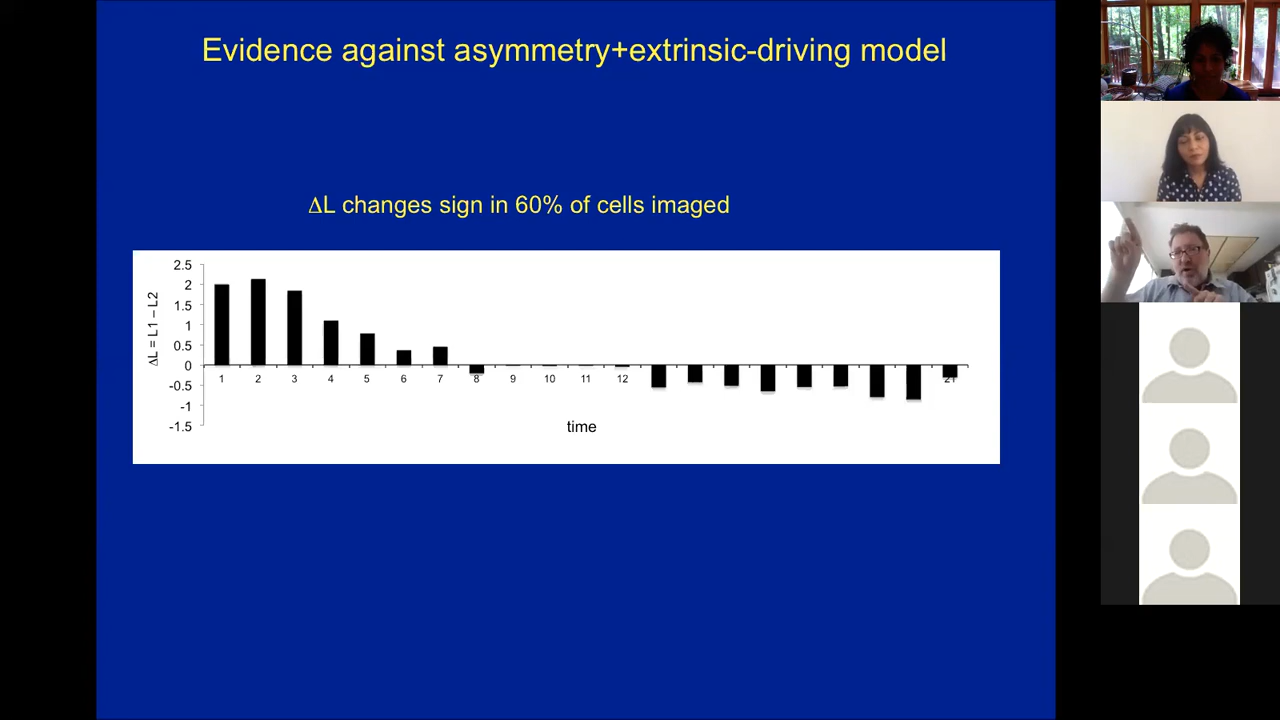 Evidence against asymmetry+extrinsic-driving model
ΔL changes sign in 60% of cells imaged
ΔL = L1 – L2
2.5
2
1.5
1
0.5
0
-0.5
-1
-1.5
1 2 3 4 5 6 7 8 9 10 11 12 21
time